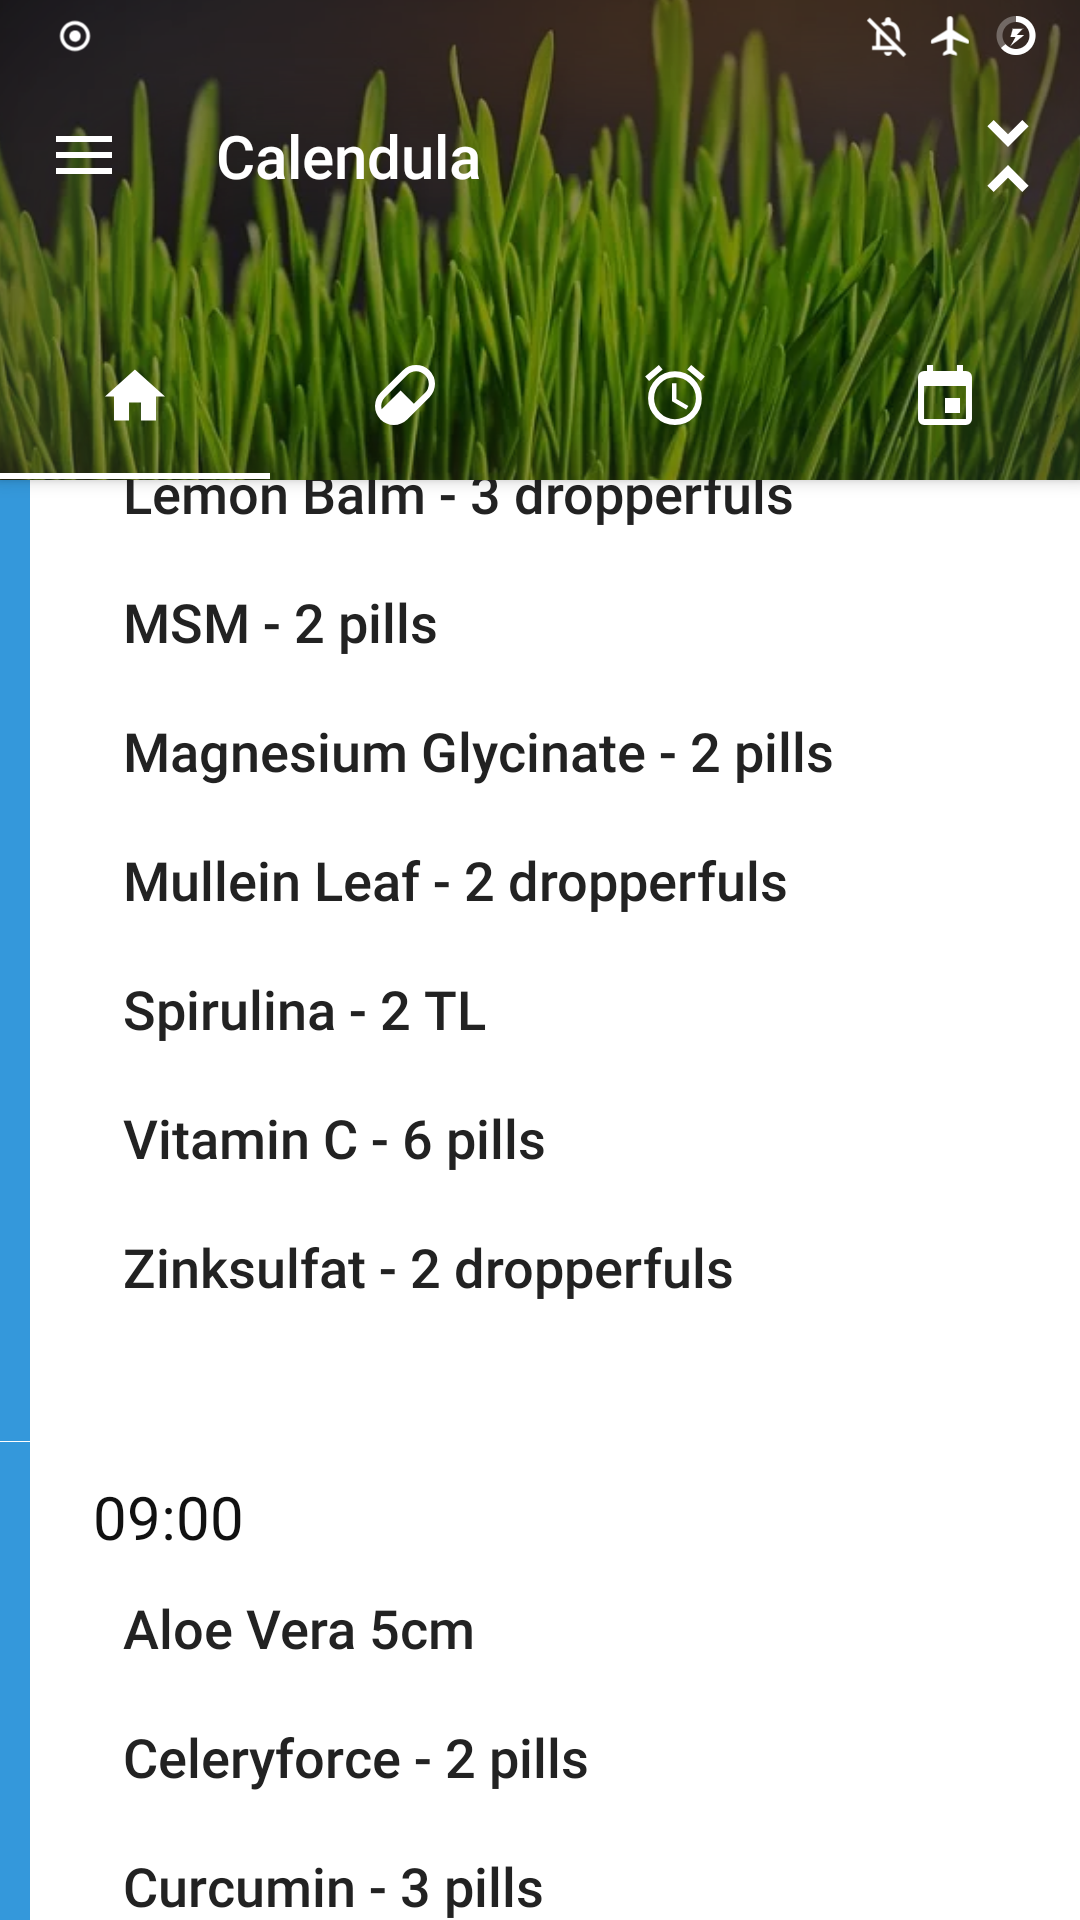 Calendula
Lemon Balm - 3 dropperfuls
MSM - 2 pills
Magnesium Glycinate - 2 pills
Mullein Leaf - 2 dropperfuls
Spirulina - 2 TL
Vitamin C - 6 pills
Zinksulfat - 2 dropperfuls
09:00
Aloe Vera 5cm
Celeryforce - 2 pills
Curcumin - 3 pills